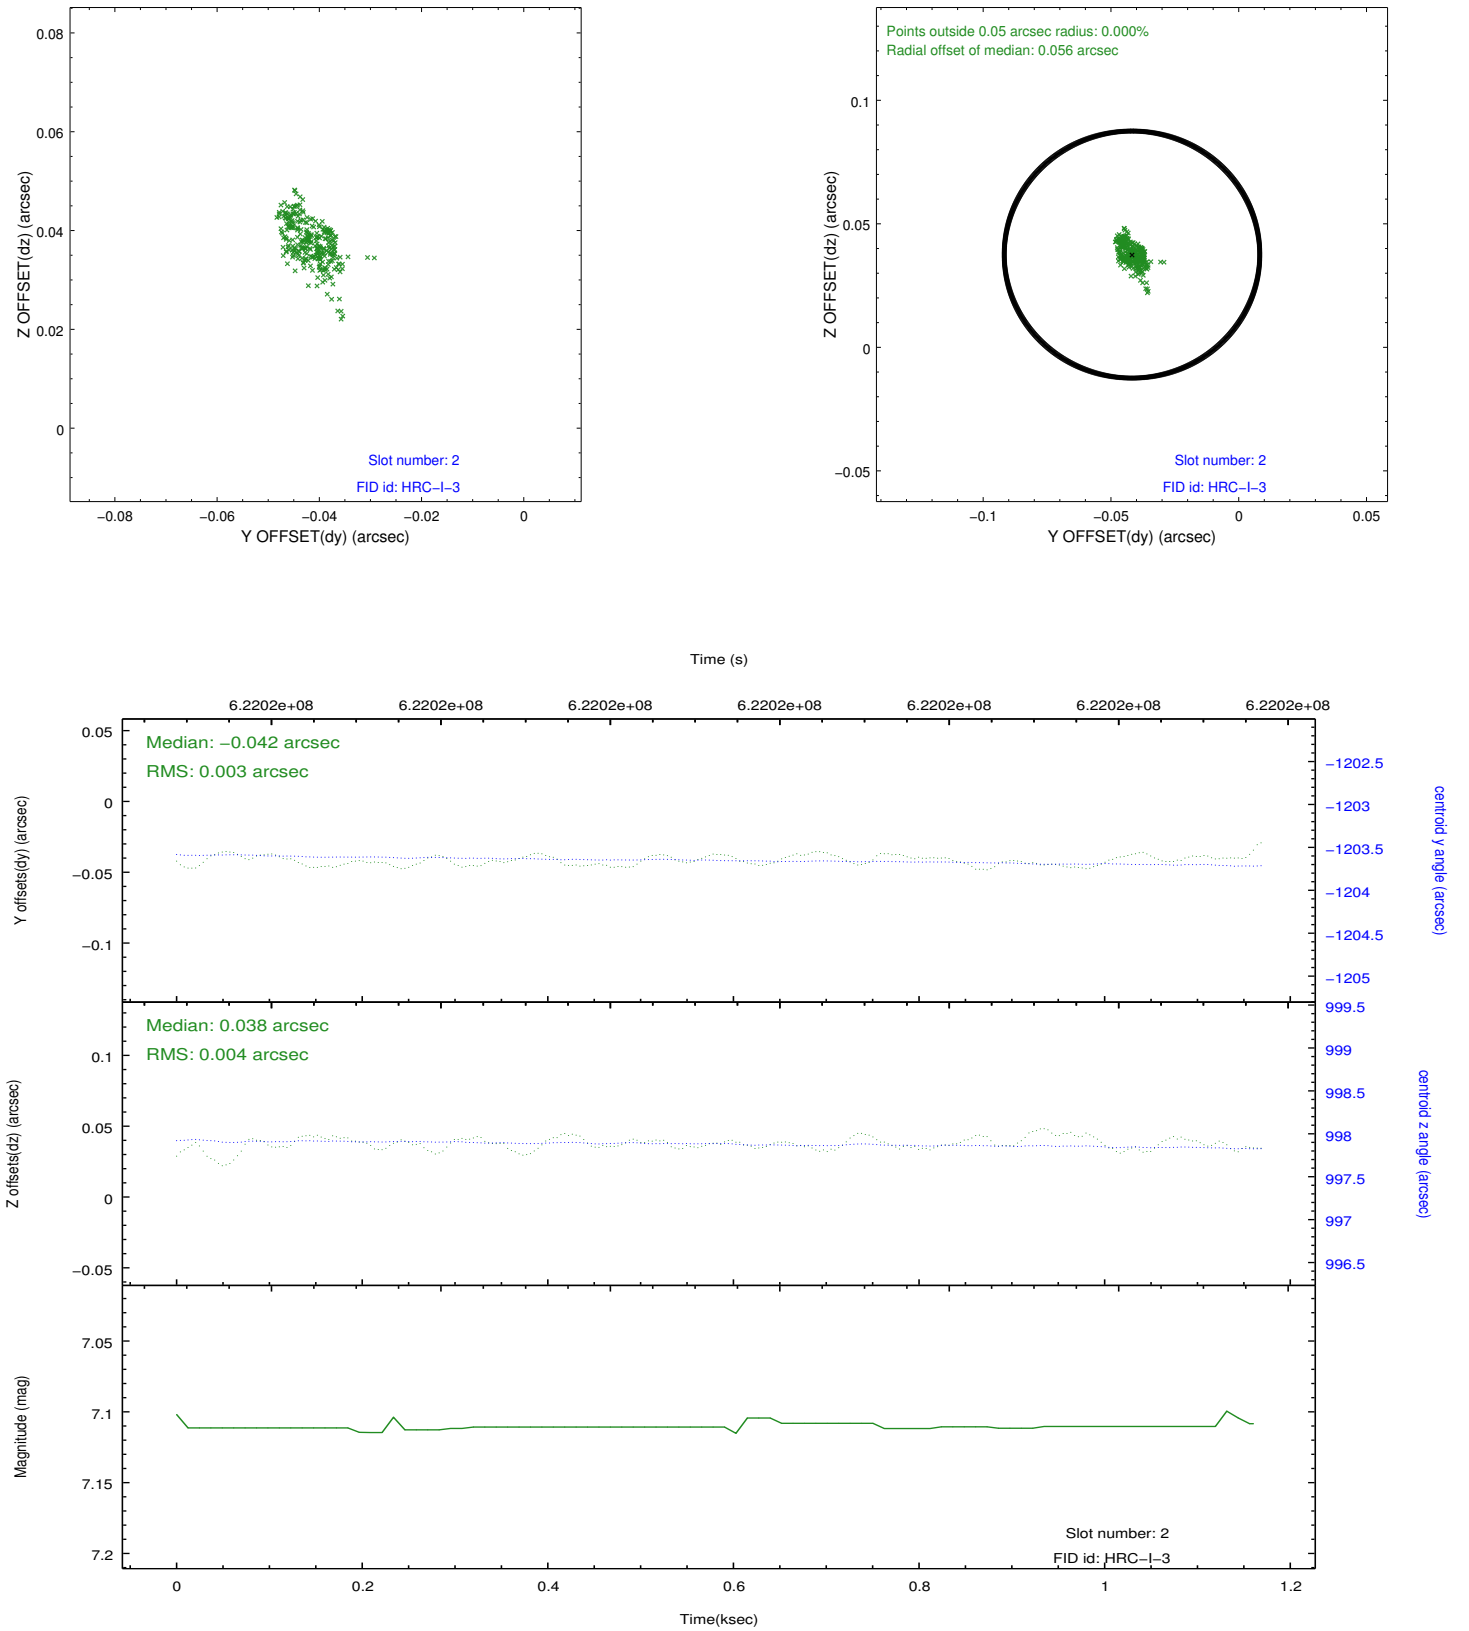 0.08
0.06
0.04
0.02
0
Z OFFSET(dz) (arcsec)
Slot number: 2
FID id: HRC−I−3
−0.08 −0.06 −0.04 −0.02 0
Y OFFSET(dy) (arcsec)
Points outside 0.05 arcsec radius: 0.000%
Radial offset of median: 0.056 arcsec
0.1
0.05
0
−0.05
Z OFFSET(dz) (arcsec)
Slot number: 2
FID id: HRC−I−3
−0.1 −0.05 0 0.05
Y OFFSET(dy) (arcsec)
Time (s)
6.2202e+08 6.2202e+08 6.2202e+08 6.2202e+08 6.2202e+08 6.2202e+08 6.2202e+08
Median: −0.042 arcsec
RMS: 0.003 arcsec
0.05
0
−0.05
−0.1
Y offsets(dy) (arcsec)
−1202.5
−1203
−1203.5
−1204
−1204.5
−1205
centroid y angle (arcsec)
Median: 0.038 arcsec
RMS: 0.004 arcsec
0.1
0.05
0
−0.05
Z offsets(dz) (arcsec)
999.5
999
998.5
998
997.5
997
996.5
centroid z angle (arcsec)
7.05
7.1
7.15
7.2
Magnitude (mag)
Slot number: 2
FID id: HRC−I−3
0 0.2 0.4 0.6 0.8 1 1.2
Time(ksec)